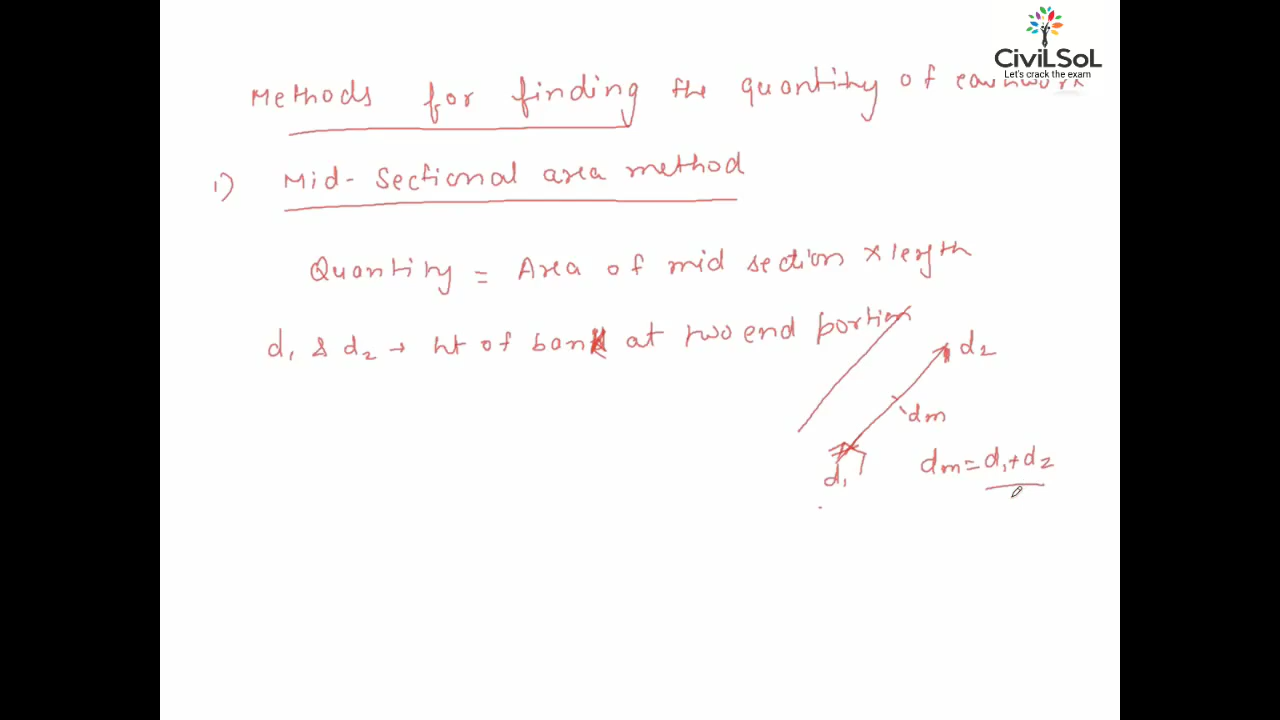 CiviLSoL
Let's crack the exam
Methods for finding the quantity of earthwork
1) Mid-Sectional area method
Quantity = Area of mid section x length
d1 & d2 → ht of bank at two end portion
d2
dm
d1
dm = d1 + d2